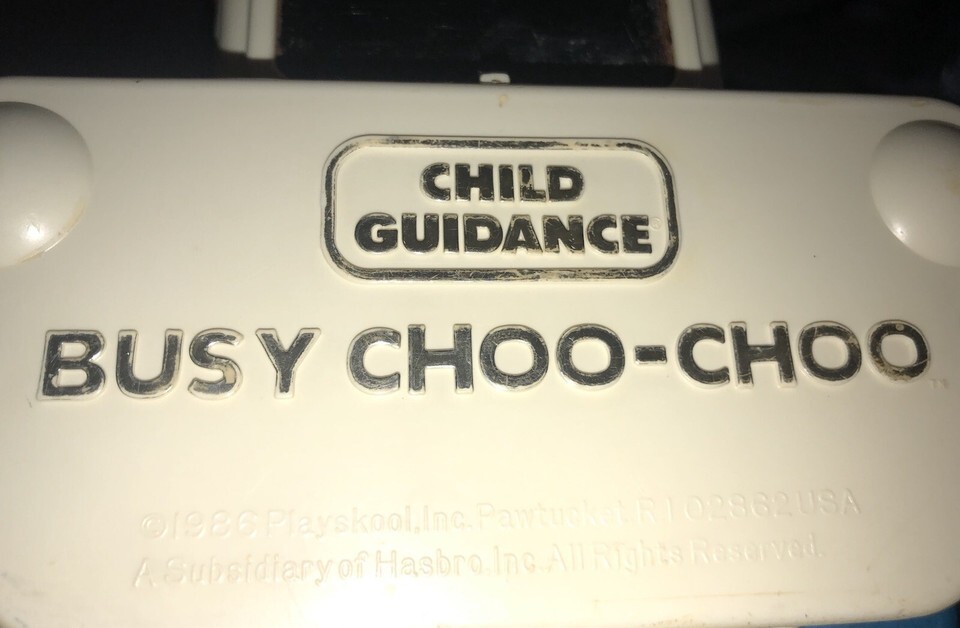 CHILD
GUIDANCE
BUSY CHOO-CHOO
©1986 Playskool, Inc. Pawtucket, R I 02862 USA
A Subsidiary of Hasbro, Inc. All Rights Reserved.